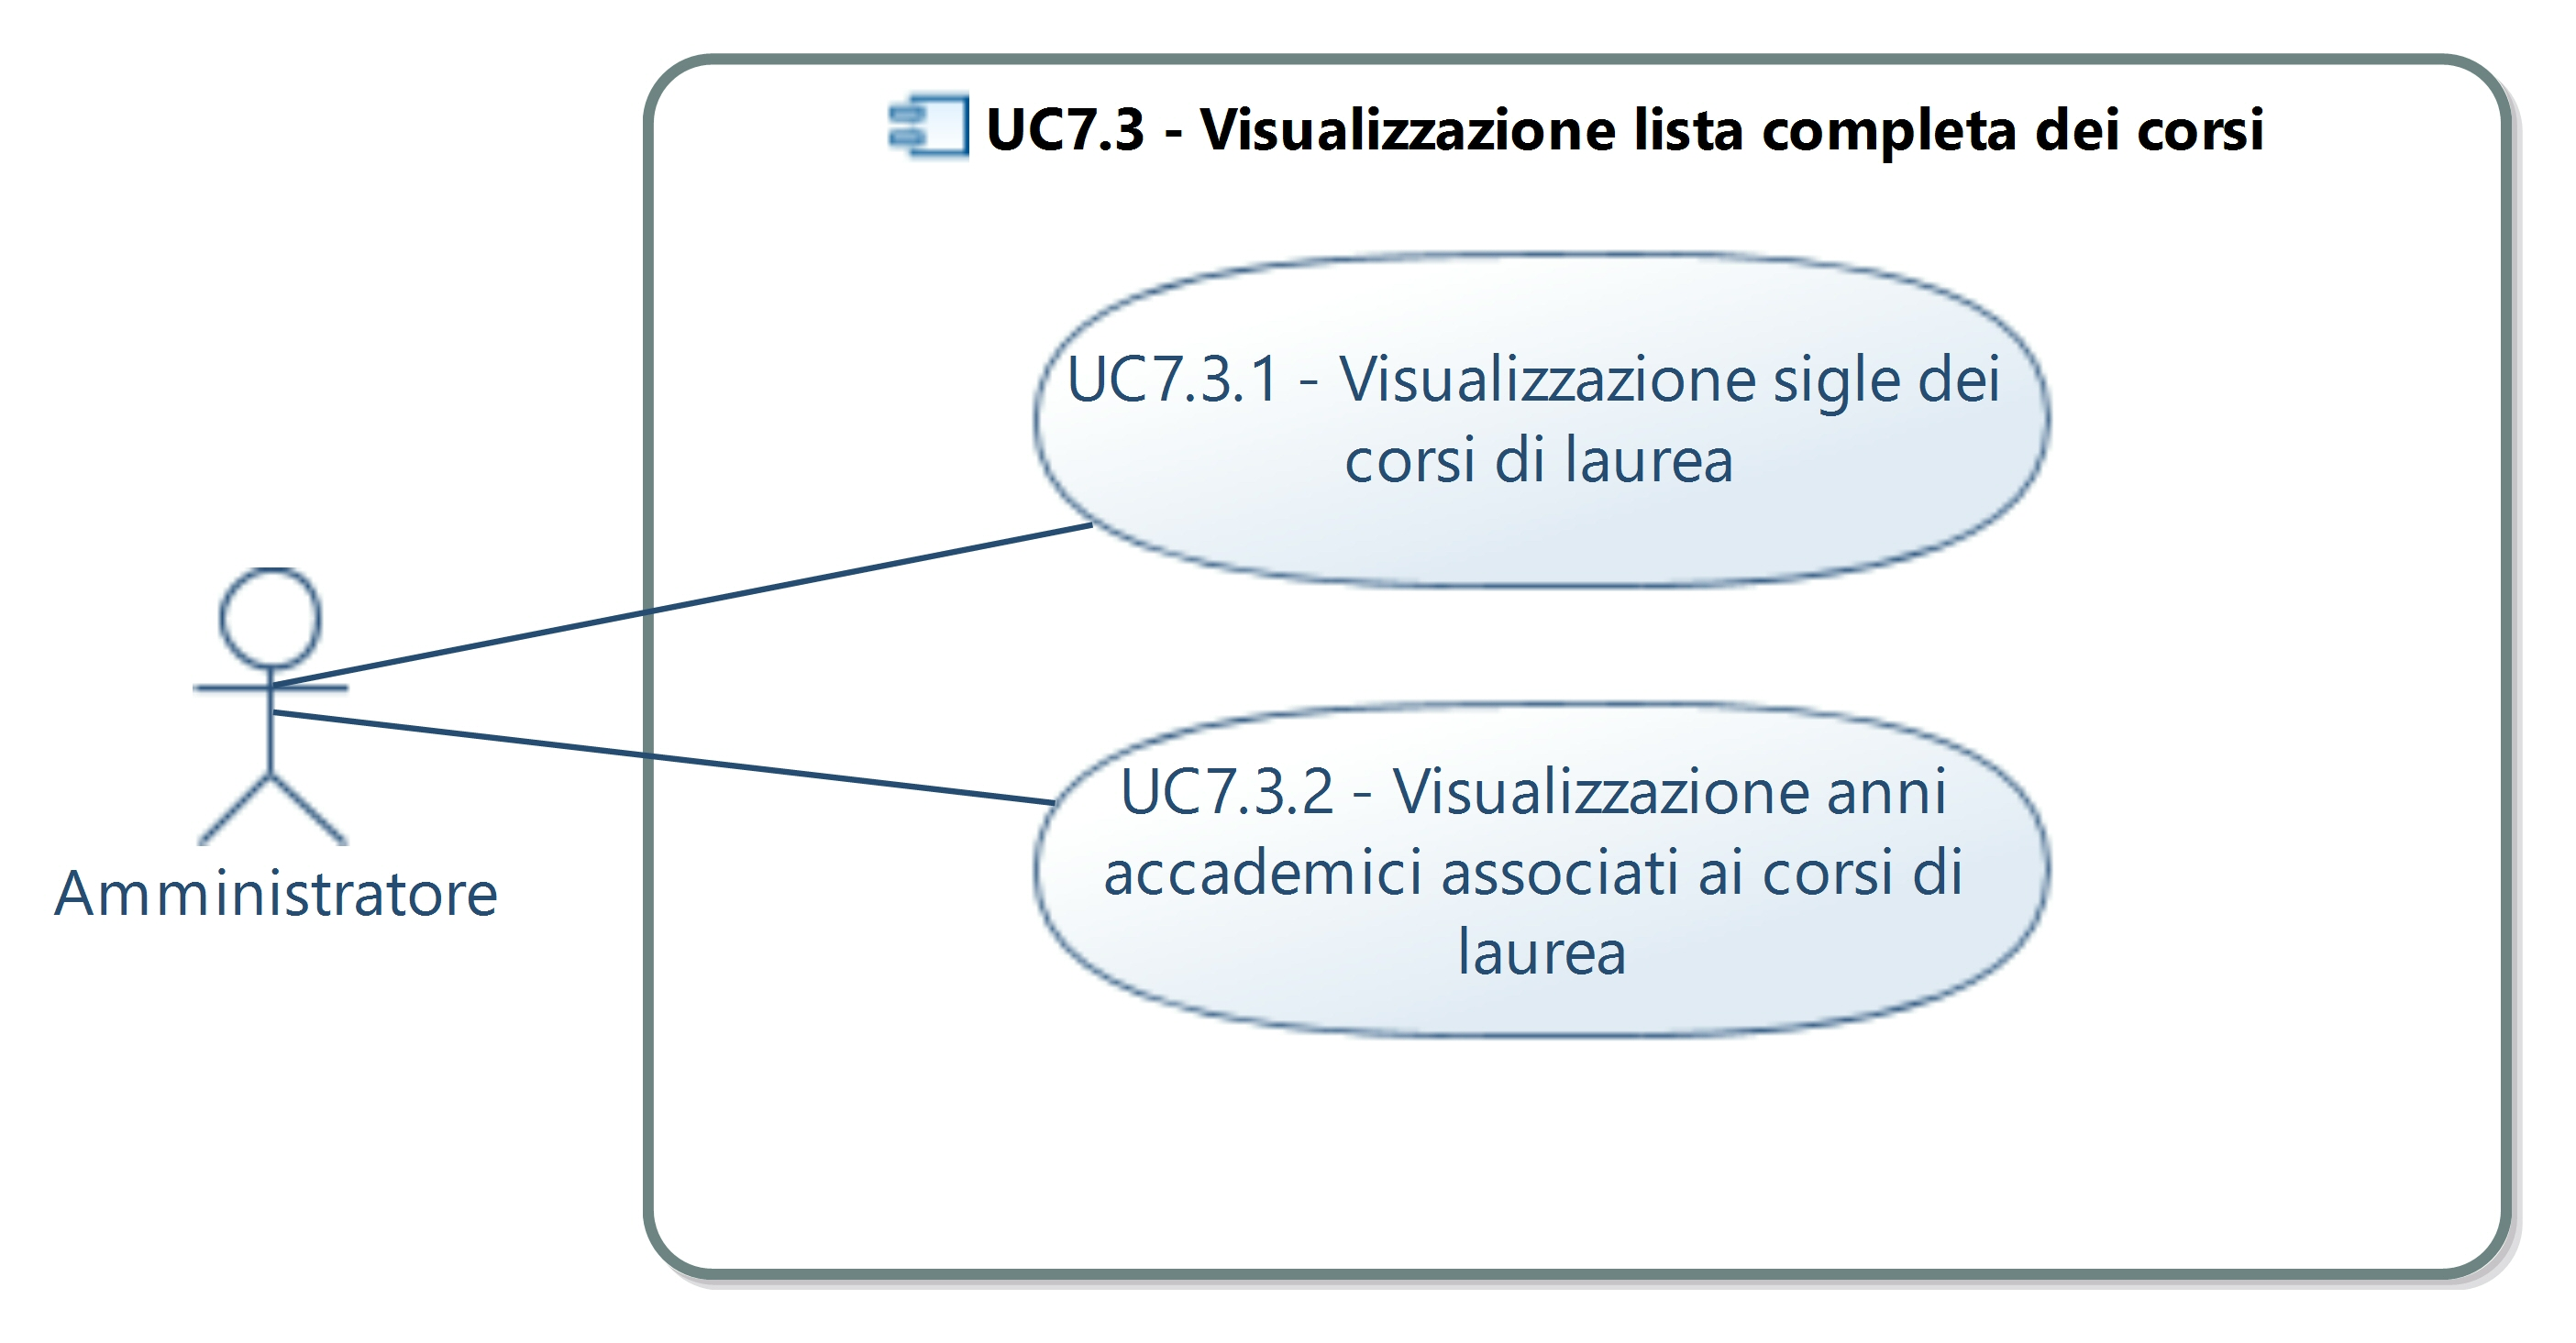 UC7.3 - Visualizzazione lista completa dei corsi
UC7.3.1 - Visualizzazione sigle dei
corsi di laurea
UC7.3.2 - Visualizzazione anni
accademici associati ai corsi di
laurea
Amministratore